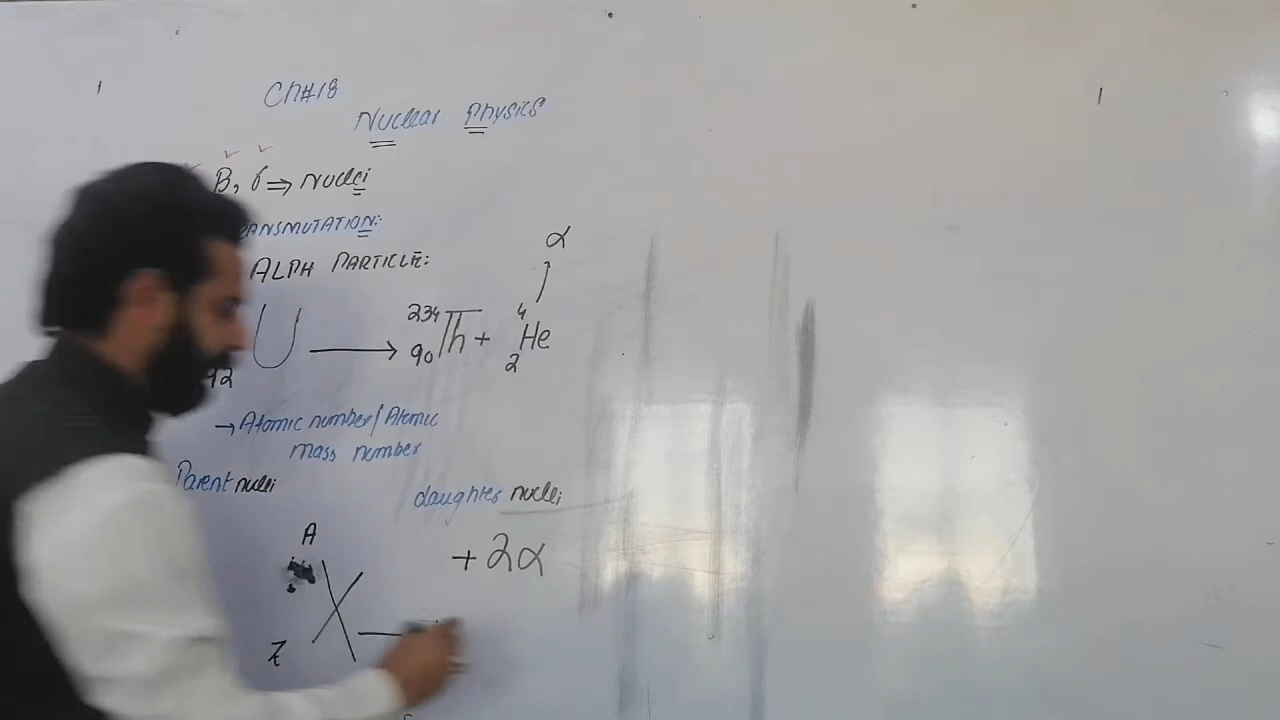 Ch#18
Nuclear Physics
β, γ ⇒ Nuclei
ANSMUTATION:
ALPH PARTICLE:
α
92 U → 234 90 Th + 4 2 He
→ Atomic number/Atomic
mass number
Parent nuclei
daughter nuclei
A
+ 2α
X
Z